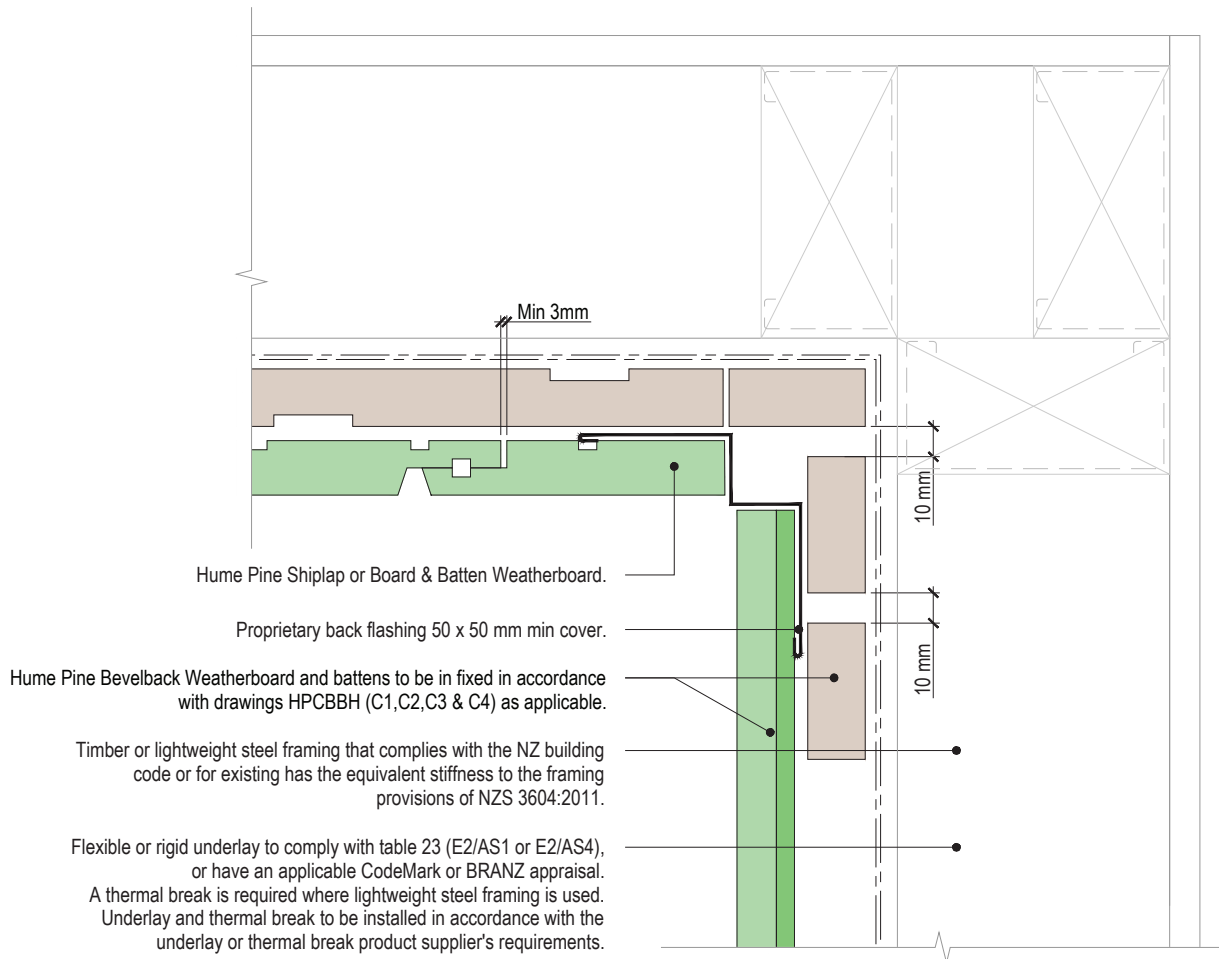 Min 3mm
10 mm
10 mm
Hume Pine Shiplap or Board & Batten Weatherboard.
Proprietary back flashing 50 x 50 mm min cover.
Hume Pine Bevelback Weatherboard and battens to be in fixed in accordance
with drawings HPCBBH (C1,C2,C3 & C4) as applicable.
Timber or lightweight steel framing that complies with the NZ building
code or for existing has the equivalent stiffness to the framing
provisions of NZS 3604:2011.
Flexible or rigid underlay to comply with table 23 (E2/AS1 or E2/AS4),
or have an applicable CodeMark or BRANZ appraisal.
A thermal break is required where lightweight steel framing is used.
Underlay and thermal break to be installed in accordance with the
underlay or thermal break product supplier's requirements.